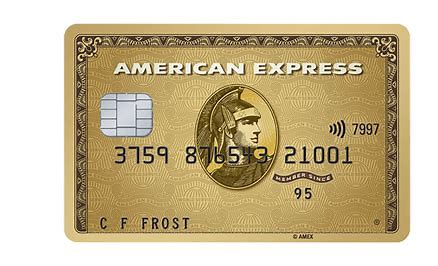 AMERICAN EXPRESS
7997
3759 876543 21001
MEMBER SINCE
95
C F FROST
®
© AMEX